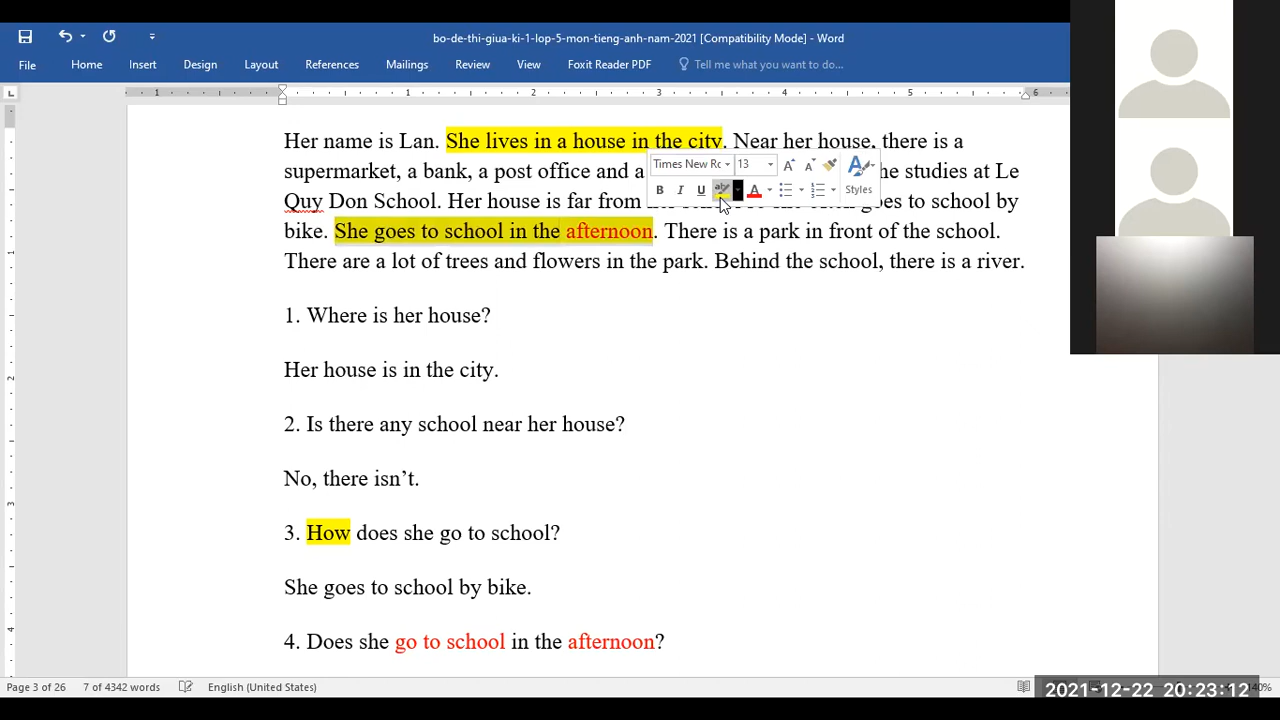 bo-de-thi-giua-ki-1-lop-5-mon-tieng-anh-nam-2021 [Compatibility Mode] - Word
File Home Insert Design Layout References Mailings Review View Foxit Reader PDF Tell me what you want to do...
1 1 2 3 4 5 6
Her name is Lan. She lives in a house in the city. Near her house, there is a
supermarket, a bank, a post office and a
Times New Ro 13
he studies at Le
Styles
Quy Don School. Her house is far from goes to school by
bike. She goes to school in the afternoon. There is a park in front of the school.
There are a lot of trees and flowers in the park. Behind the school, there is a river.
1. Where is her house?
Her house is in the city.
2. Is there any school near her house?
No, there isn’t.
3. How does she go to school?
She goes to school by bike.
4. Does she go to school in the afternoon?
Page 3 of 26 7 of 4342 words English (United States) 140%
2021-12-22 20:23:12